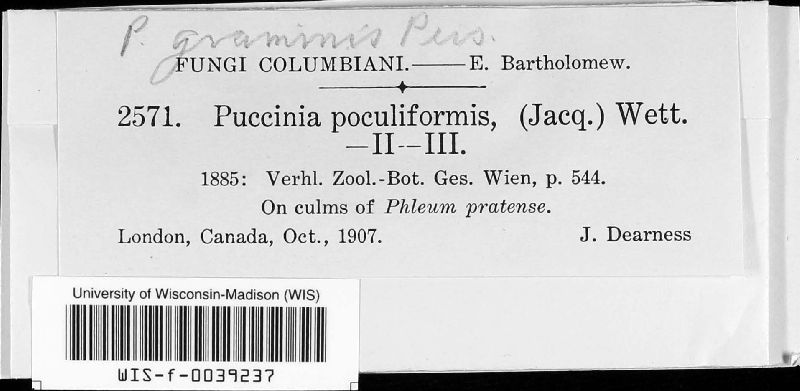 P. graminis Pers.
FUNGI COLUMBIANI.——E. Bartholomew.
2571. Puccinia poculiformis, (Jacq.) Wett.
—II--III.
1885: Verhl. Zool.-Bot. Ges. Wien, p. 544.
On culms of Phleum pratense.
London, Canada, Oct., 1907. J. Dearness
University of Wisconsin-Madison (WIS)
WIS-f-0039237